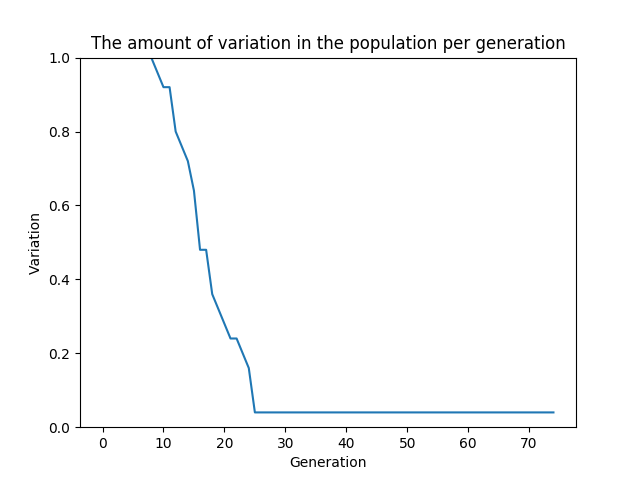 The amount of variation in the population per generation
1.0
0.8
0.6
0.4
0.2
0.0
Variation
0 10 20 30 40 50 60 70
Generation